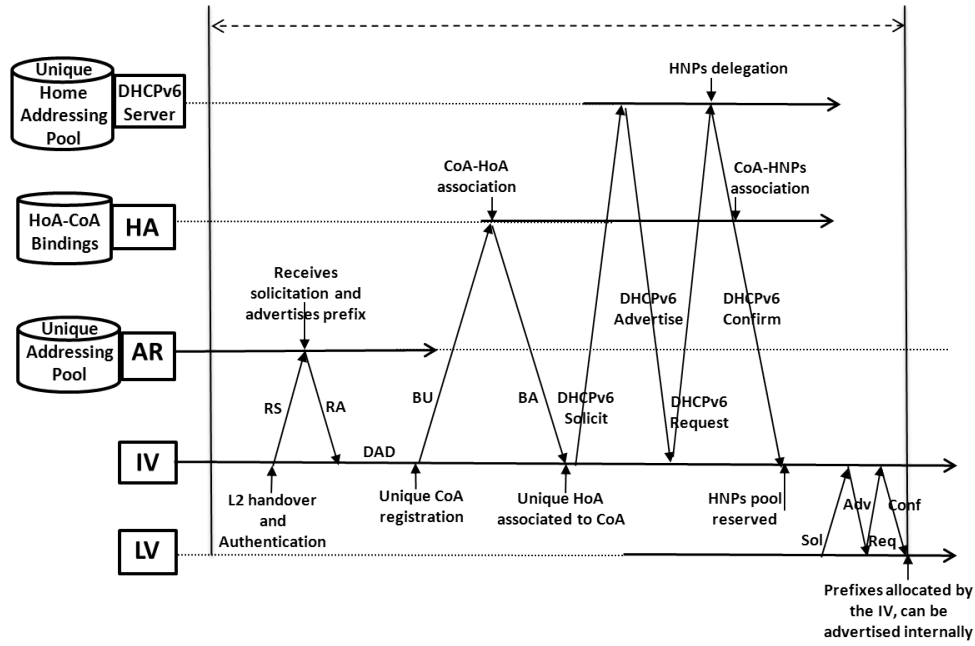 Unique
Home
Addressing
Pool
DHCPv6
Server
HNPs delegation
CoA-HoA
association
CoA-HNPs
association
HoA-CoA
Bindings
HA
Receives
solicitation and
advertises prefix
DHCPv6
Advertise
DHCPv6
Confirm
Unique
Addressing
Pool
AR
RS
RA
BU
BA
DHCPv6
Solicit
DHCPv6
Request
DAD
IV
L2 handover
and
Authentication
Unique CoA
registration
Unique HoA
associated to CoA
HNPs pool
reserved
Adv
Conf
Sol
Req
LV
Prefixes allocated by
the IV, can be
advertised internally